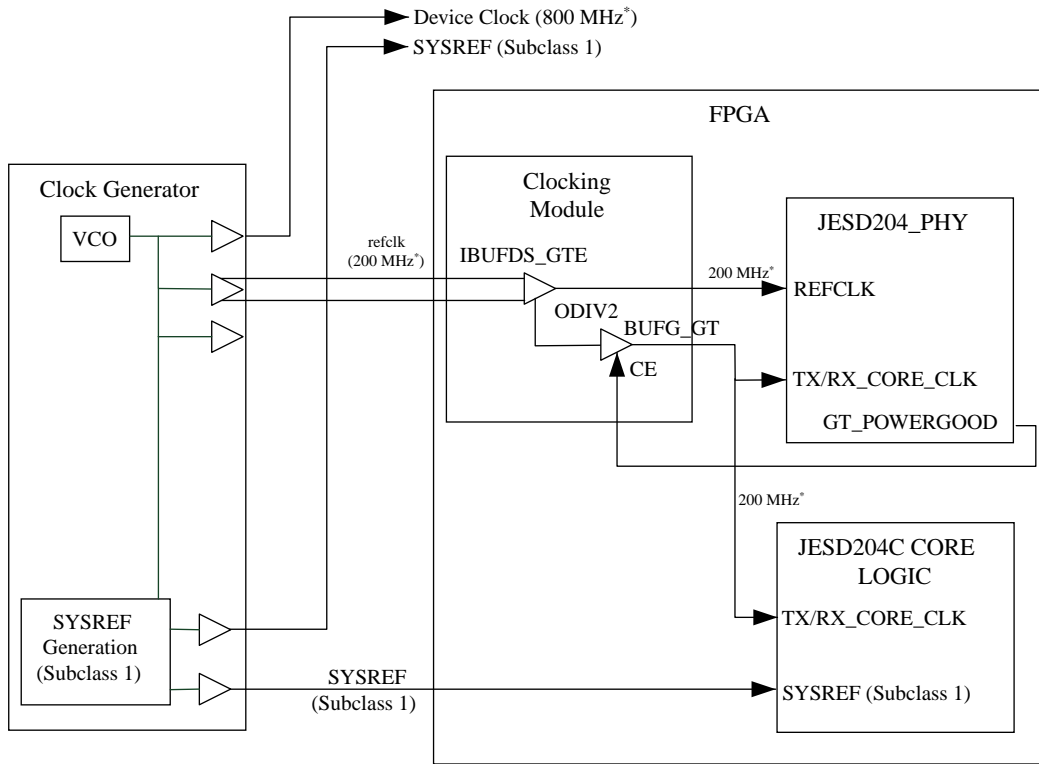 Device Clock (800 MHz*)
SYSREF (Subclass 1)
FPGA
Clock Generator
VCO
Clocking
Module
JESD204_PHY
refclk
(200 MHz*)
IBUFDS_GTE
200 MHz*
REFCLK
ODIV2
BUFG_GT
CE
TX/RX_CORE_CLK
GT_POWERGOOD
200 MHz*
JESD204C CORE
LOGIC
SYSREF
Generation
(Subclass 1)
TX/RX_CORE_CLK
SYSREF
(Subclass 1)
SYSREF (Subclass 1)